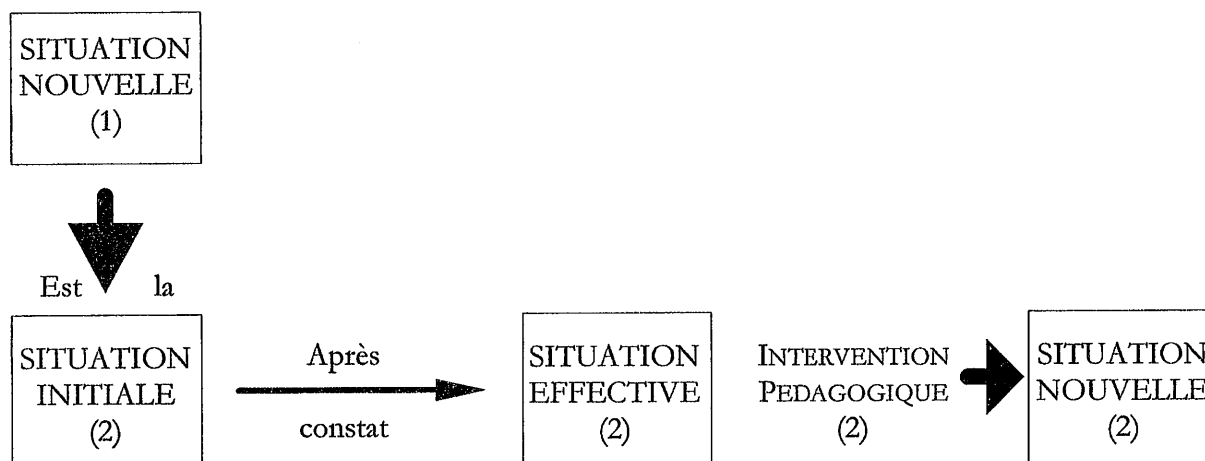 SITUATION
NOUVELLE
(1)
Est la
SITUATION
INITIALE
(2)
Après
constat
SITUATION
EFFECTIVE
(2)
INTERVENTION
PEDAGOGIQUE
(2)
SITUATION
NOUVELLE
(2)